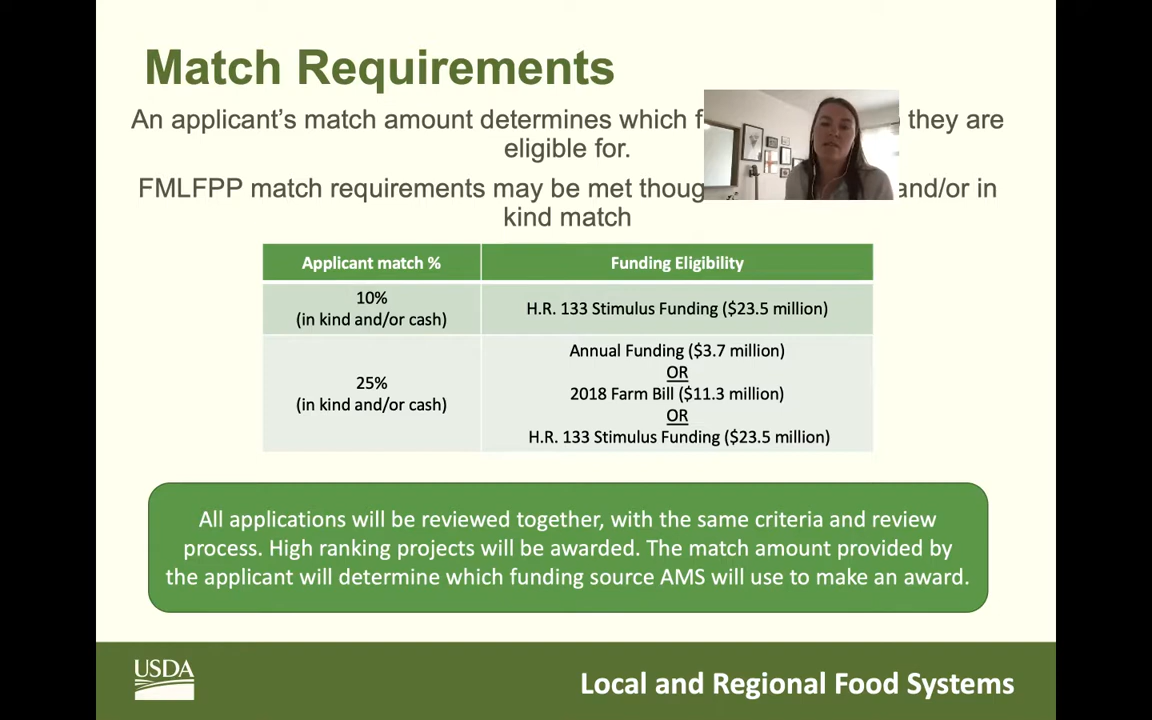 Match Requirements
An applicant's match amount determines which they are
eligible for.
FMLFPP match requirements may be met and/or in
kind match
Applicant match % Funding Eligibility
10%
(in kind and/or cash)
H.R. 133 Stimulus Funding ($23.5 million)
25%
(in kind and/or cash)
Annual Funding ($3.7 million)
OR
2018 Farm Bill ($11.3 million)
OR
H.R. 133 Stimulus Funding ($23.5 million)
All applications will be reviewed together, with the same criteria and review
process. High ranking projects will be awarded. The match amount provided by
the applicant will determine which funding source AMS will use to make an award.
USDA
Local and Regional Food Systems